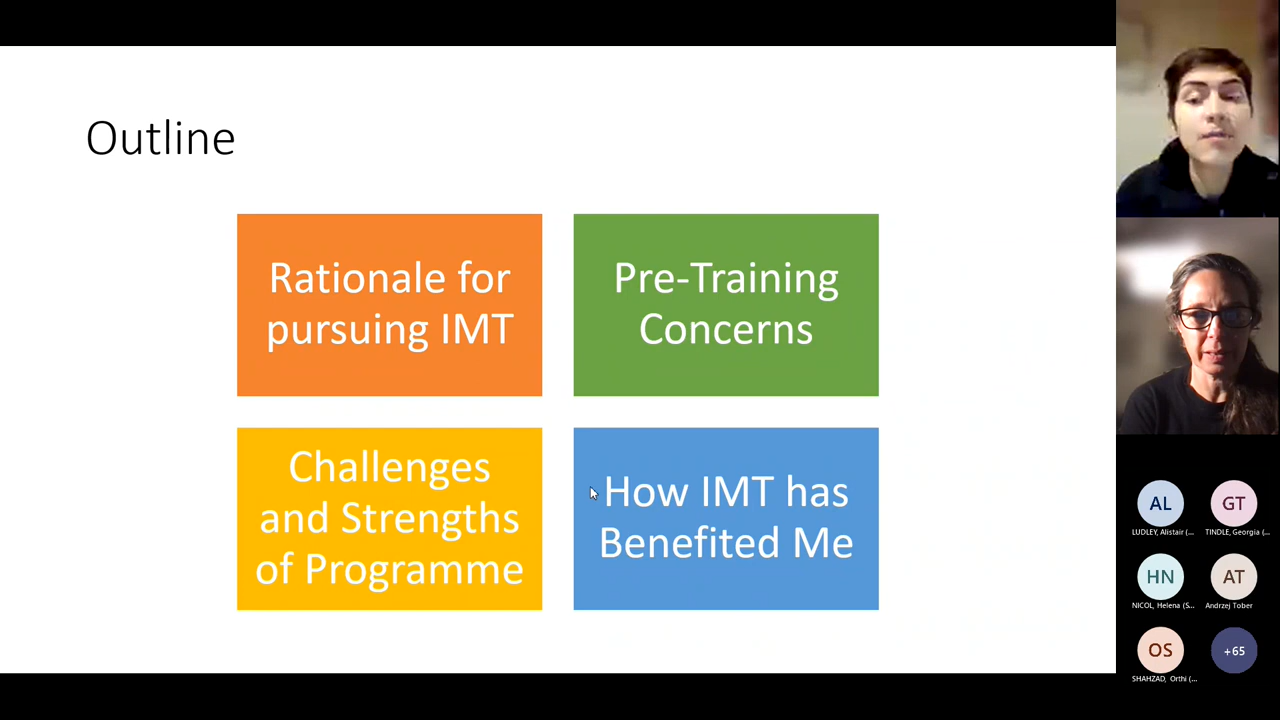 Outline
Rationale for
pursuing IMT
Pre-Training
Concerns
Challenges
and Strengths
of Programme
How IMT has
Benefited Me
AL
GT
LUDLEY, Alistair (...
TINDLE, Georgia (...
HN
AT
NICOL, Helena (S...
Andrzej Tober
OS
+65
SHAHZAD, Orthi (...